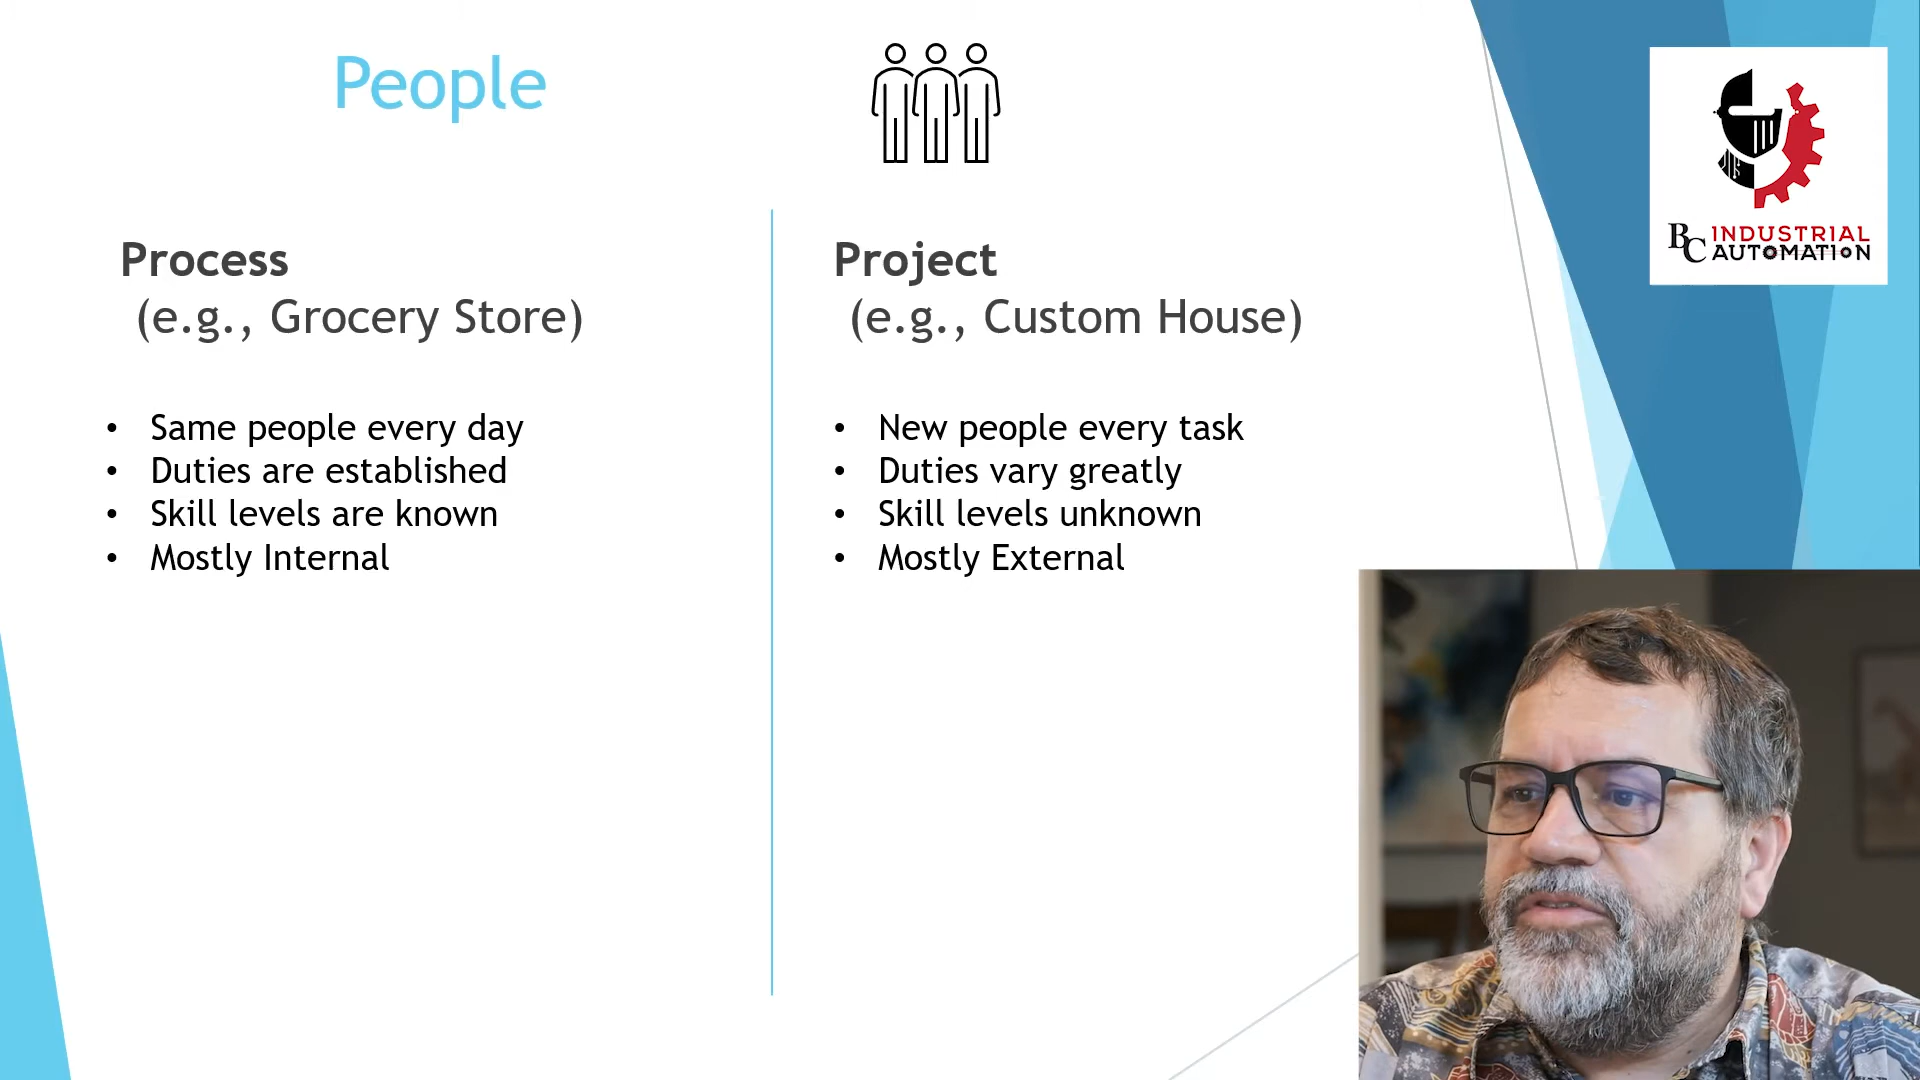 People
Process
(e.g., Grocery Store)
• Same people every day
• Duties are established
• Skill levels are known
• Mostly Internal
Project
(e.g., Custom House)
• New people every task
• Duties vary greatly
• Skill levels unknown
• Mostly External
BC INDUSTRIAL
AUTOMATION